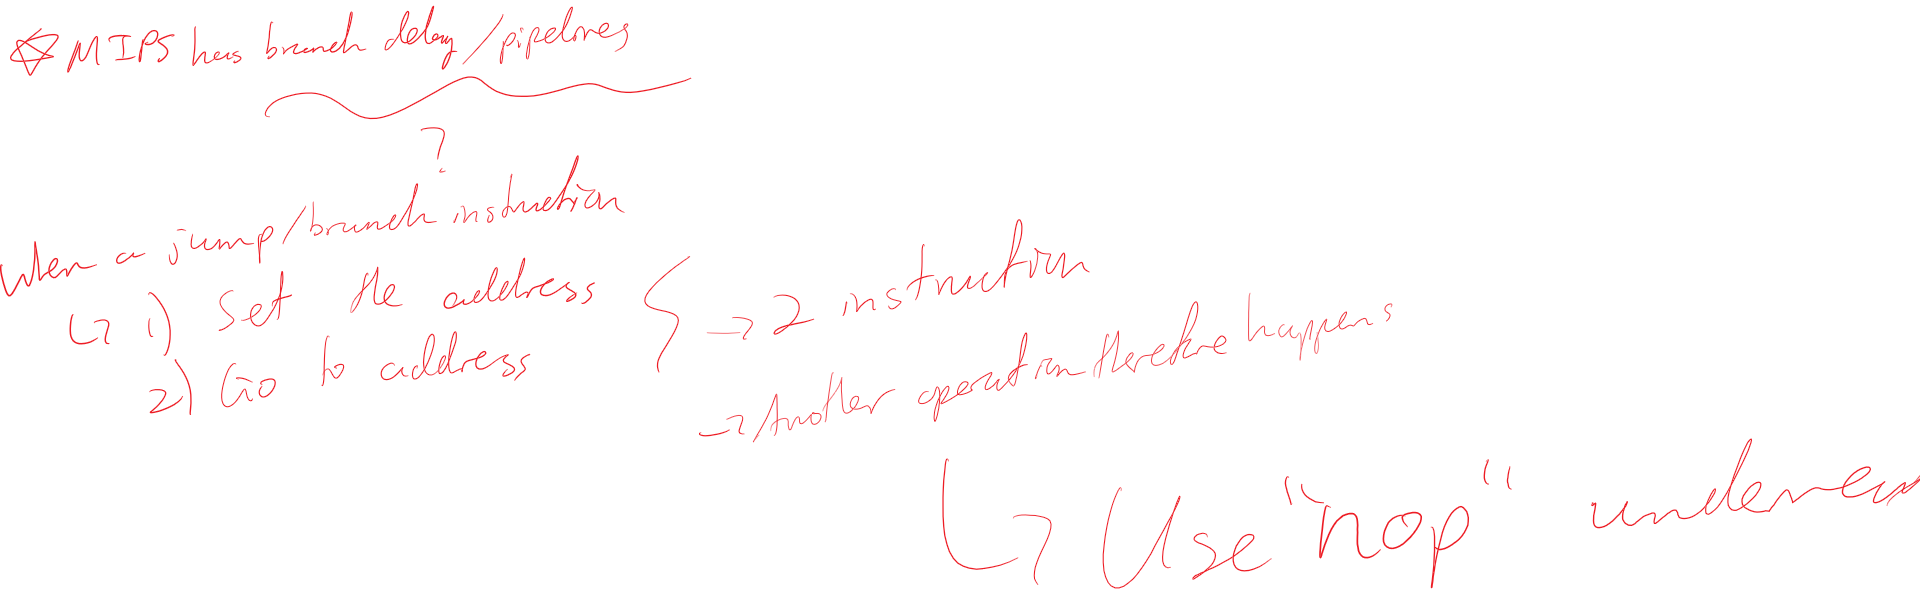 ☆ MIPS has branch delay/pipelines
?
When a jump/branch instruction
↳ 1) Set the address
2) Go to address
→ 2 instruction
→ Another operation therefore happens
↳ Use "nop"